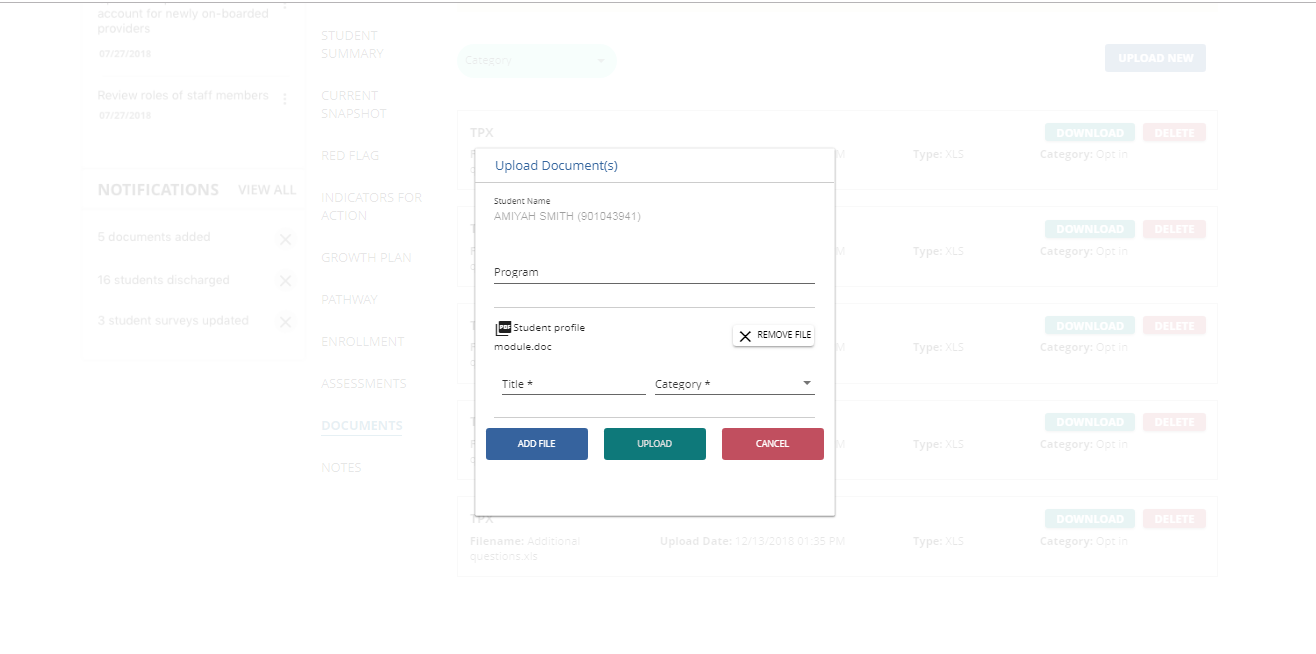 account for newly on-boarded
providers
07/27/2018
Review roles of staff members
07/27/2018
NOTIFICATIONS VIEW ALL
5 documents added
16 students discharged
3 student surveys updated
STUDENT
SUMMARY
CURRENT
SNAPSHOT
RED FLAG
INDICATORS FOR
ACTION
GROWTH PLAN
PATHWAY
ENROLLMENT
ASSESSMENTS
DOCUMENTS
NOTES
Category
UPLOAD NEW
TPX
DOWNLOAD DELETE
Type: XLS Category: Opt in
DOWNLOAD DELETE
Type: XLS Category: Opt in
DOWNLOAD DELETE
Type: XLS Category: Opt in
DOWNLOAD DELETE
Type: XLS Category: Opt in
TPX
DOWNLOAD DELETE
Filename: Additional Upload Date: 12/13/2018 01:35 PM Type: XLS Category: Opt in
questions.xls
Upload Document(s)
Student Name
AMIYAH SMITH (901043941)
Program
PDF Student profile
module.doc
REMOVE FILE
Title * Category *
ADD FILE UPLOAD CANCEL